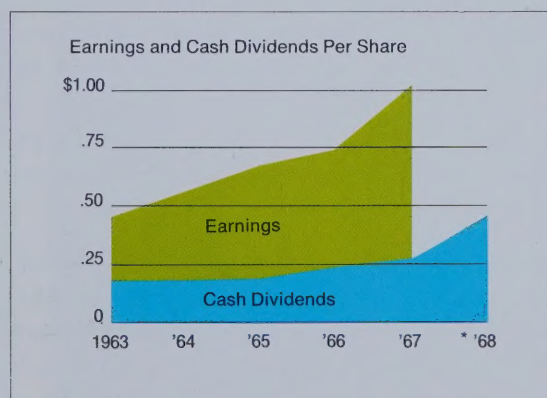 Earnings and Cash Dividends Per Share
$1.00
.75
.50
Earnings
.25
Cash Dividends
0
1963 '64 '65 '66 '67 * '68